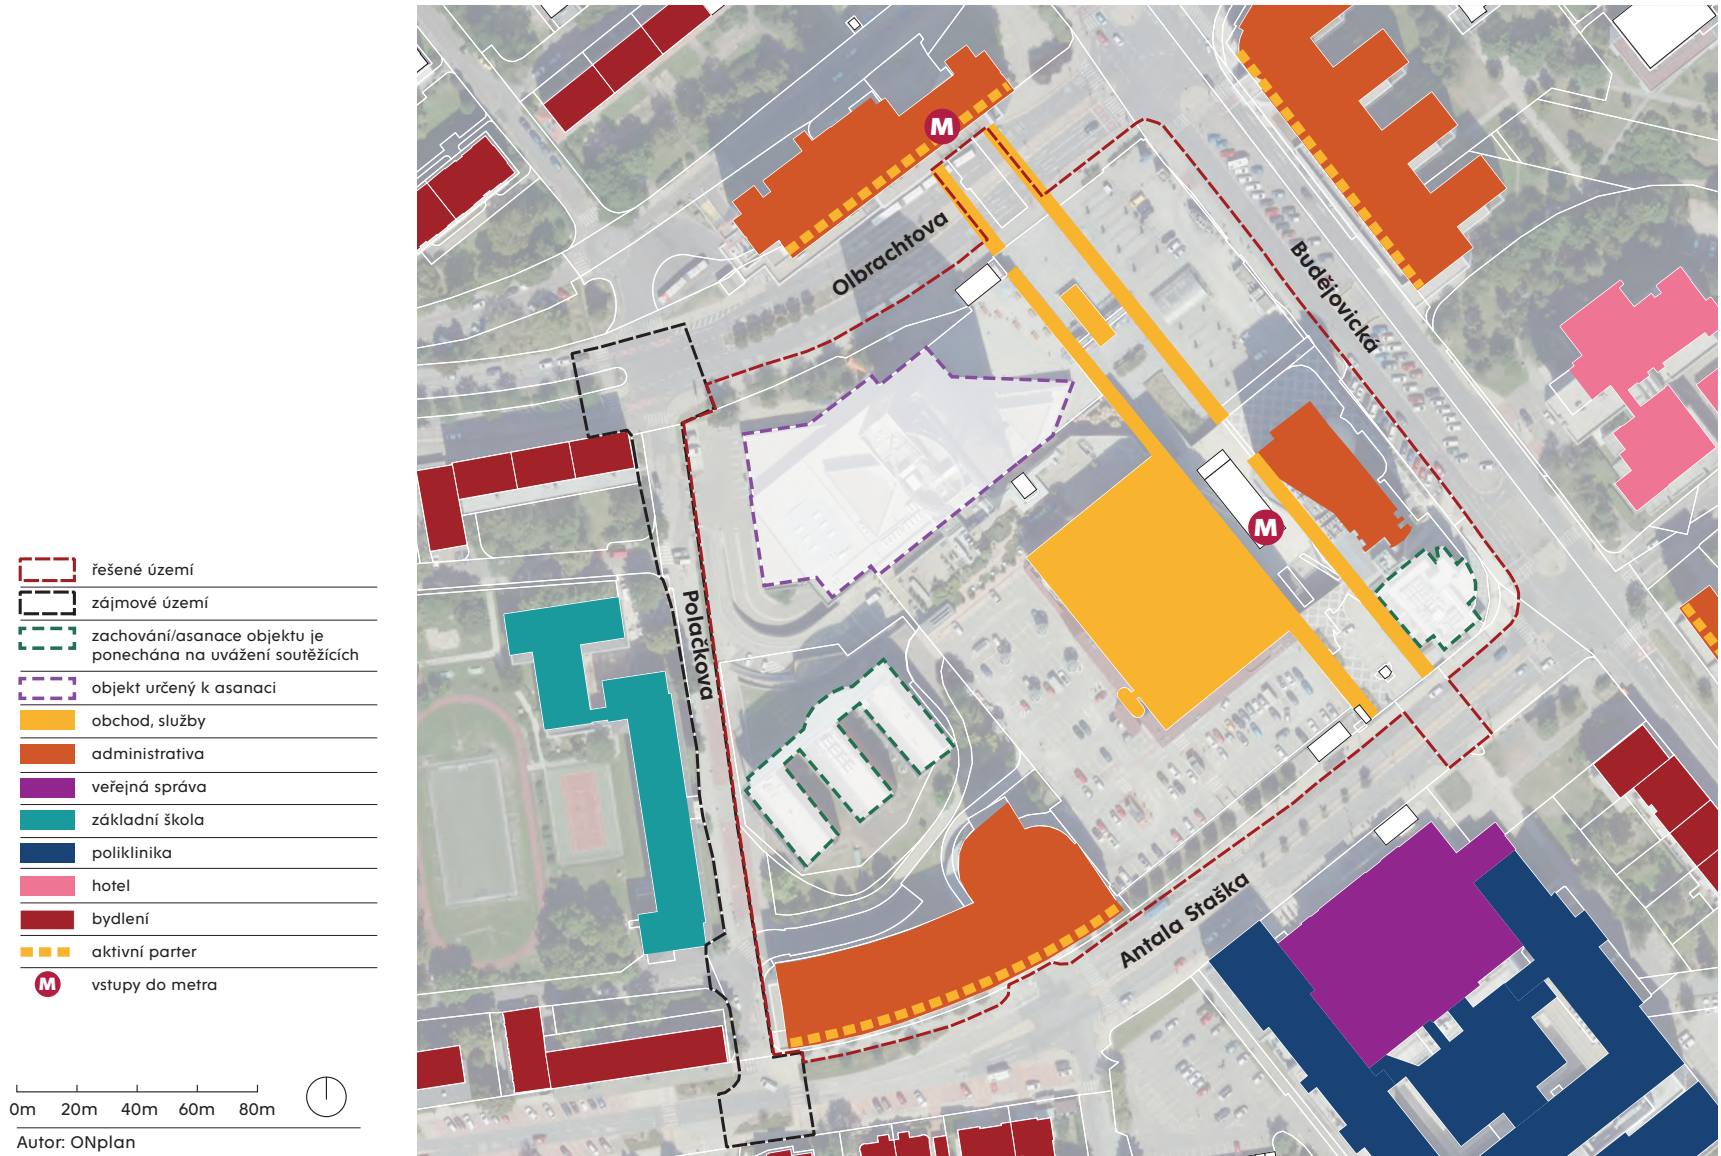 Olbrachtova
Budějovická
Polačkova
Antala Staška
M
M
řešené území
zájmové území
zachování/asanace objektu je
ponechána na uvážení soutěžících
objekt určený k asanaci
obchod, služby
administrativa
veřejná správa
základní škola
poliklinika
hotel
bydlení
aktivní parter
M vstupy do metra
0m 20m 40m 60m 80m
Autor: ONplan